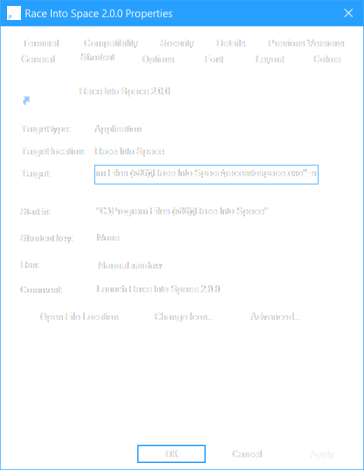 Race Into Space 2.0.0 Properties
Terminal Compatibility Security Details Previous Versions
General Shortcut Options Font Layout Colors
Race Into Space 2.0.0
Target type: Application
Target location: Race Into Space
Target: m Files (x86)\Race Into Space\raceintospace.exe" -s
Start in: "C:\Program Files (x86)\Race Into Space"
Shortcut key: None
Run: Normal window
Comment: Launch Race Into Space 2.0.0
Open File Location Change Icon... Advanced...
OK Cancel Apply